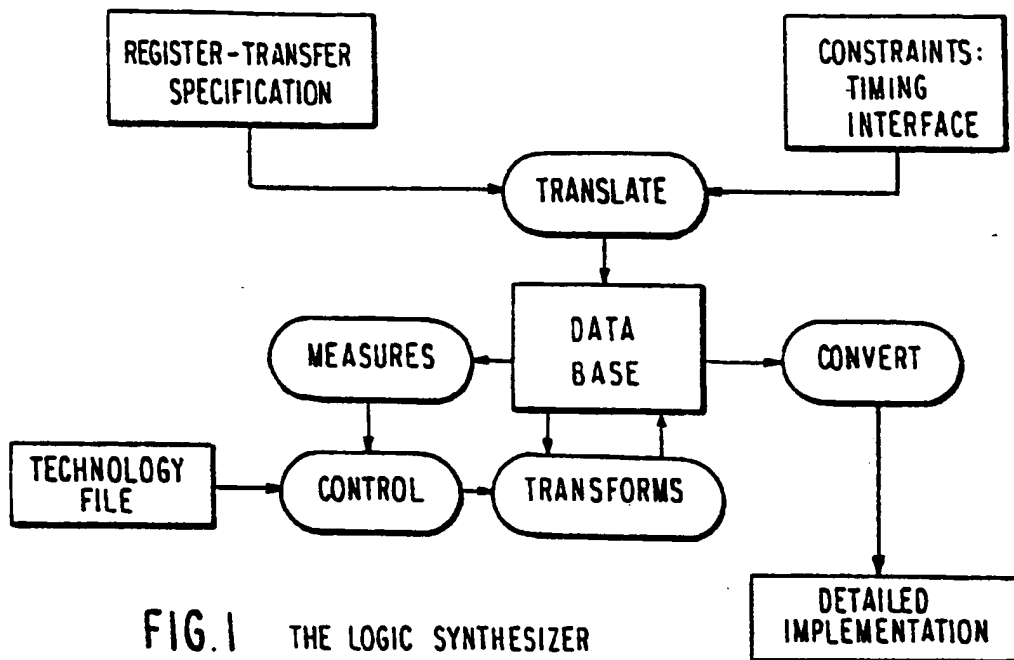 REGISTER-TRANSFER
SPECIFICATION
CONSTRAINTS:
TIMING
INTERFACE
TRANSLATE
DATA
BASE
MEASURES
CONVERT
TECHNOLOGY
FILE
CONTROL
TRANSFORMS
DETAILED
IMPLEMENTATION
FIG.1 THE LOGIC SYNTHESIZER